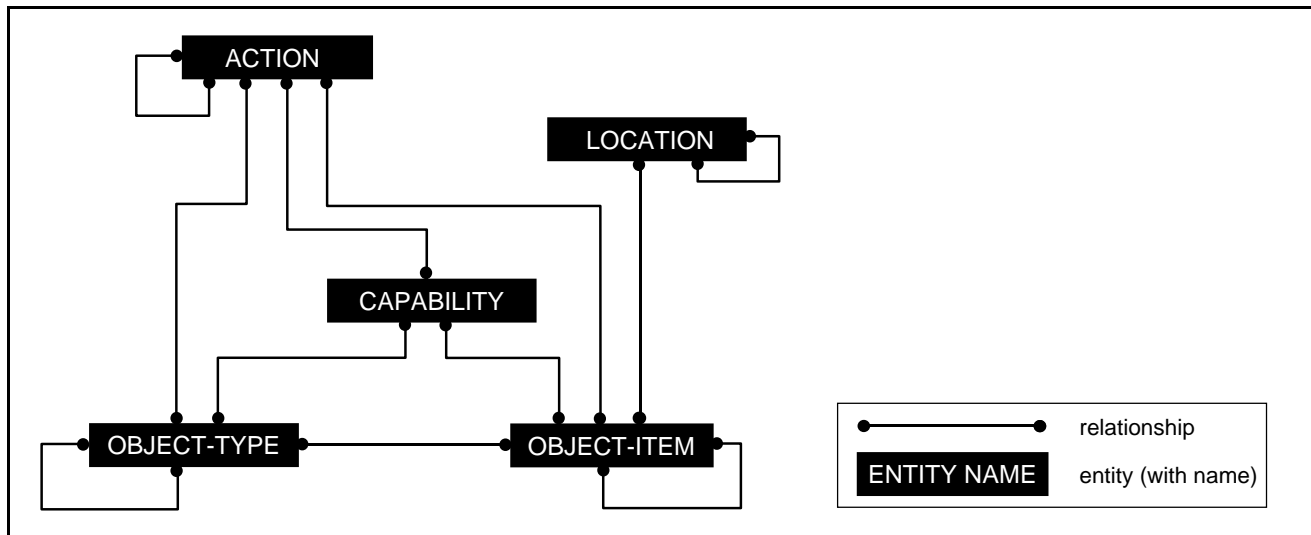 ACTION
LOCATION
CAPABILITY
OBJECT-TYPE
OBJECT-ITEM
relationship
ENTITY NAME
entity (with name)